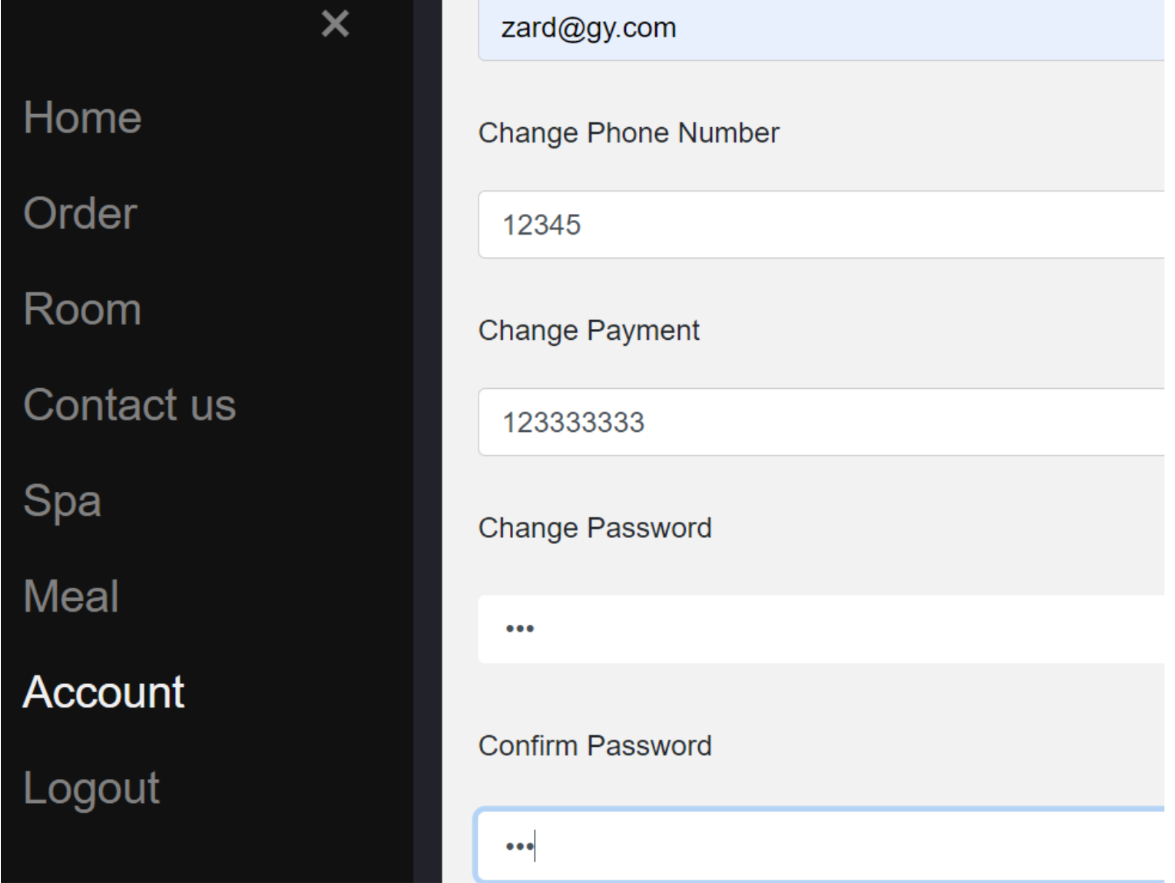 ×
Home
Order
Room
Contact us
Spa
Meal
Account
Logout
zard@gy.com
Change Phone Number
12345
Change Payment
123333333
Change Password
•••
Confirm Password
•••